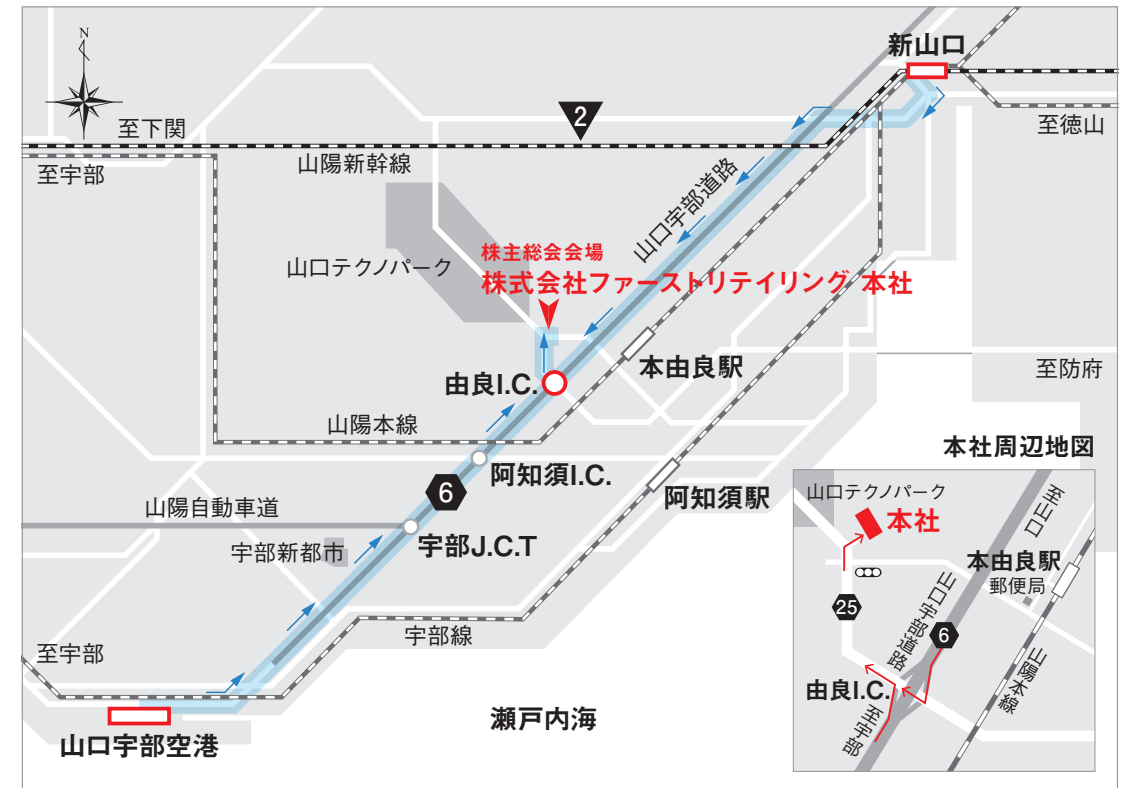 N
新山口
2
至下関
山陽新幹線
至宇部
至徳山
山口宇部道路
山口テクノパーク
株主総会会場
株式会社ファーストリテイリング 本社
本由良駅
至防府
由良I.C.
山陽本線
阿知須I.C.
6
阿知須駅
山陽自動車道
宇部J.C.T
宇部新都市
宇部線
至宇部
瀬戸内海
山口宇部空港
本社周辺地図
山口テクノパーク
本社
至山口
本由良駅
郵便局
25
山口宇部道路
6
山陽本線
由良I.C.
至宇部